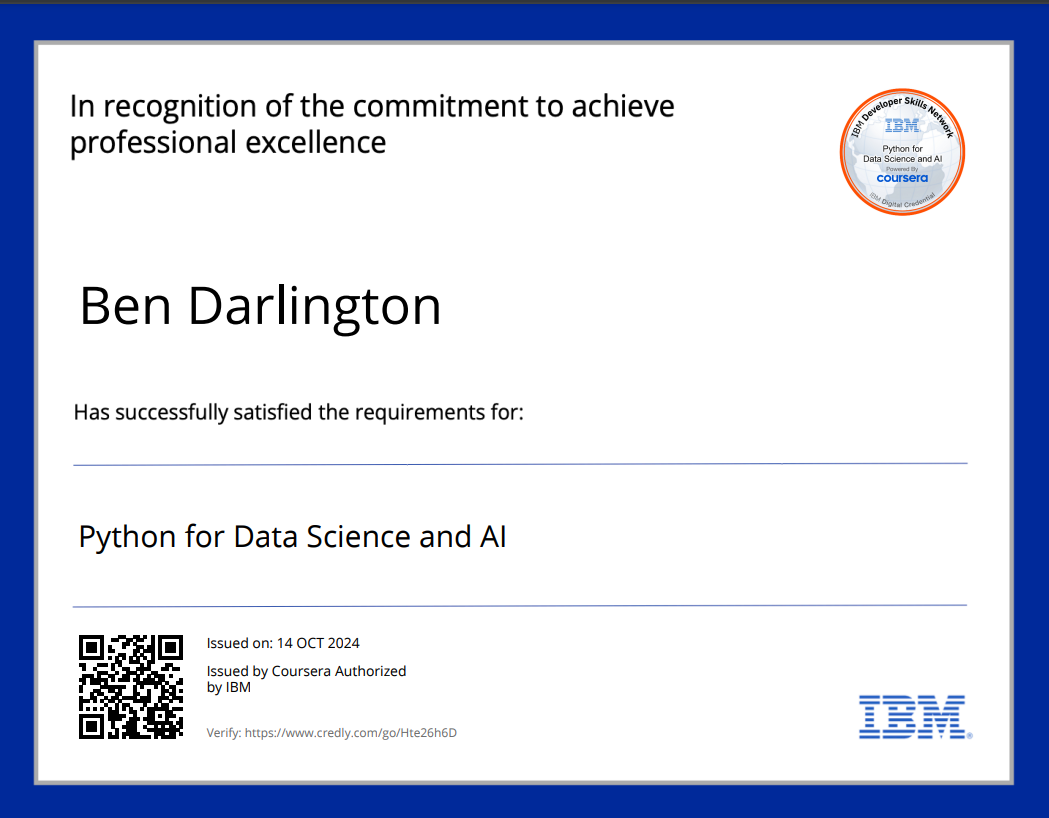 In recognition of the commitment to achieve
professional excellence
IBM Developer Skills Network
IBM
Python for
Data Science and AI
Powered By
coursera
IBM Digital Credential
Ben Darlington
Has successfully satisfied the requirements for:
Python for Data Science and AI
Issued on: 14 OCT 2024
Issued by Coursera Authorized
by IBM
Verify: https://www.credly.com/go/Hte26h6D
IBM®